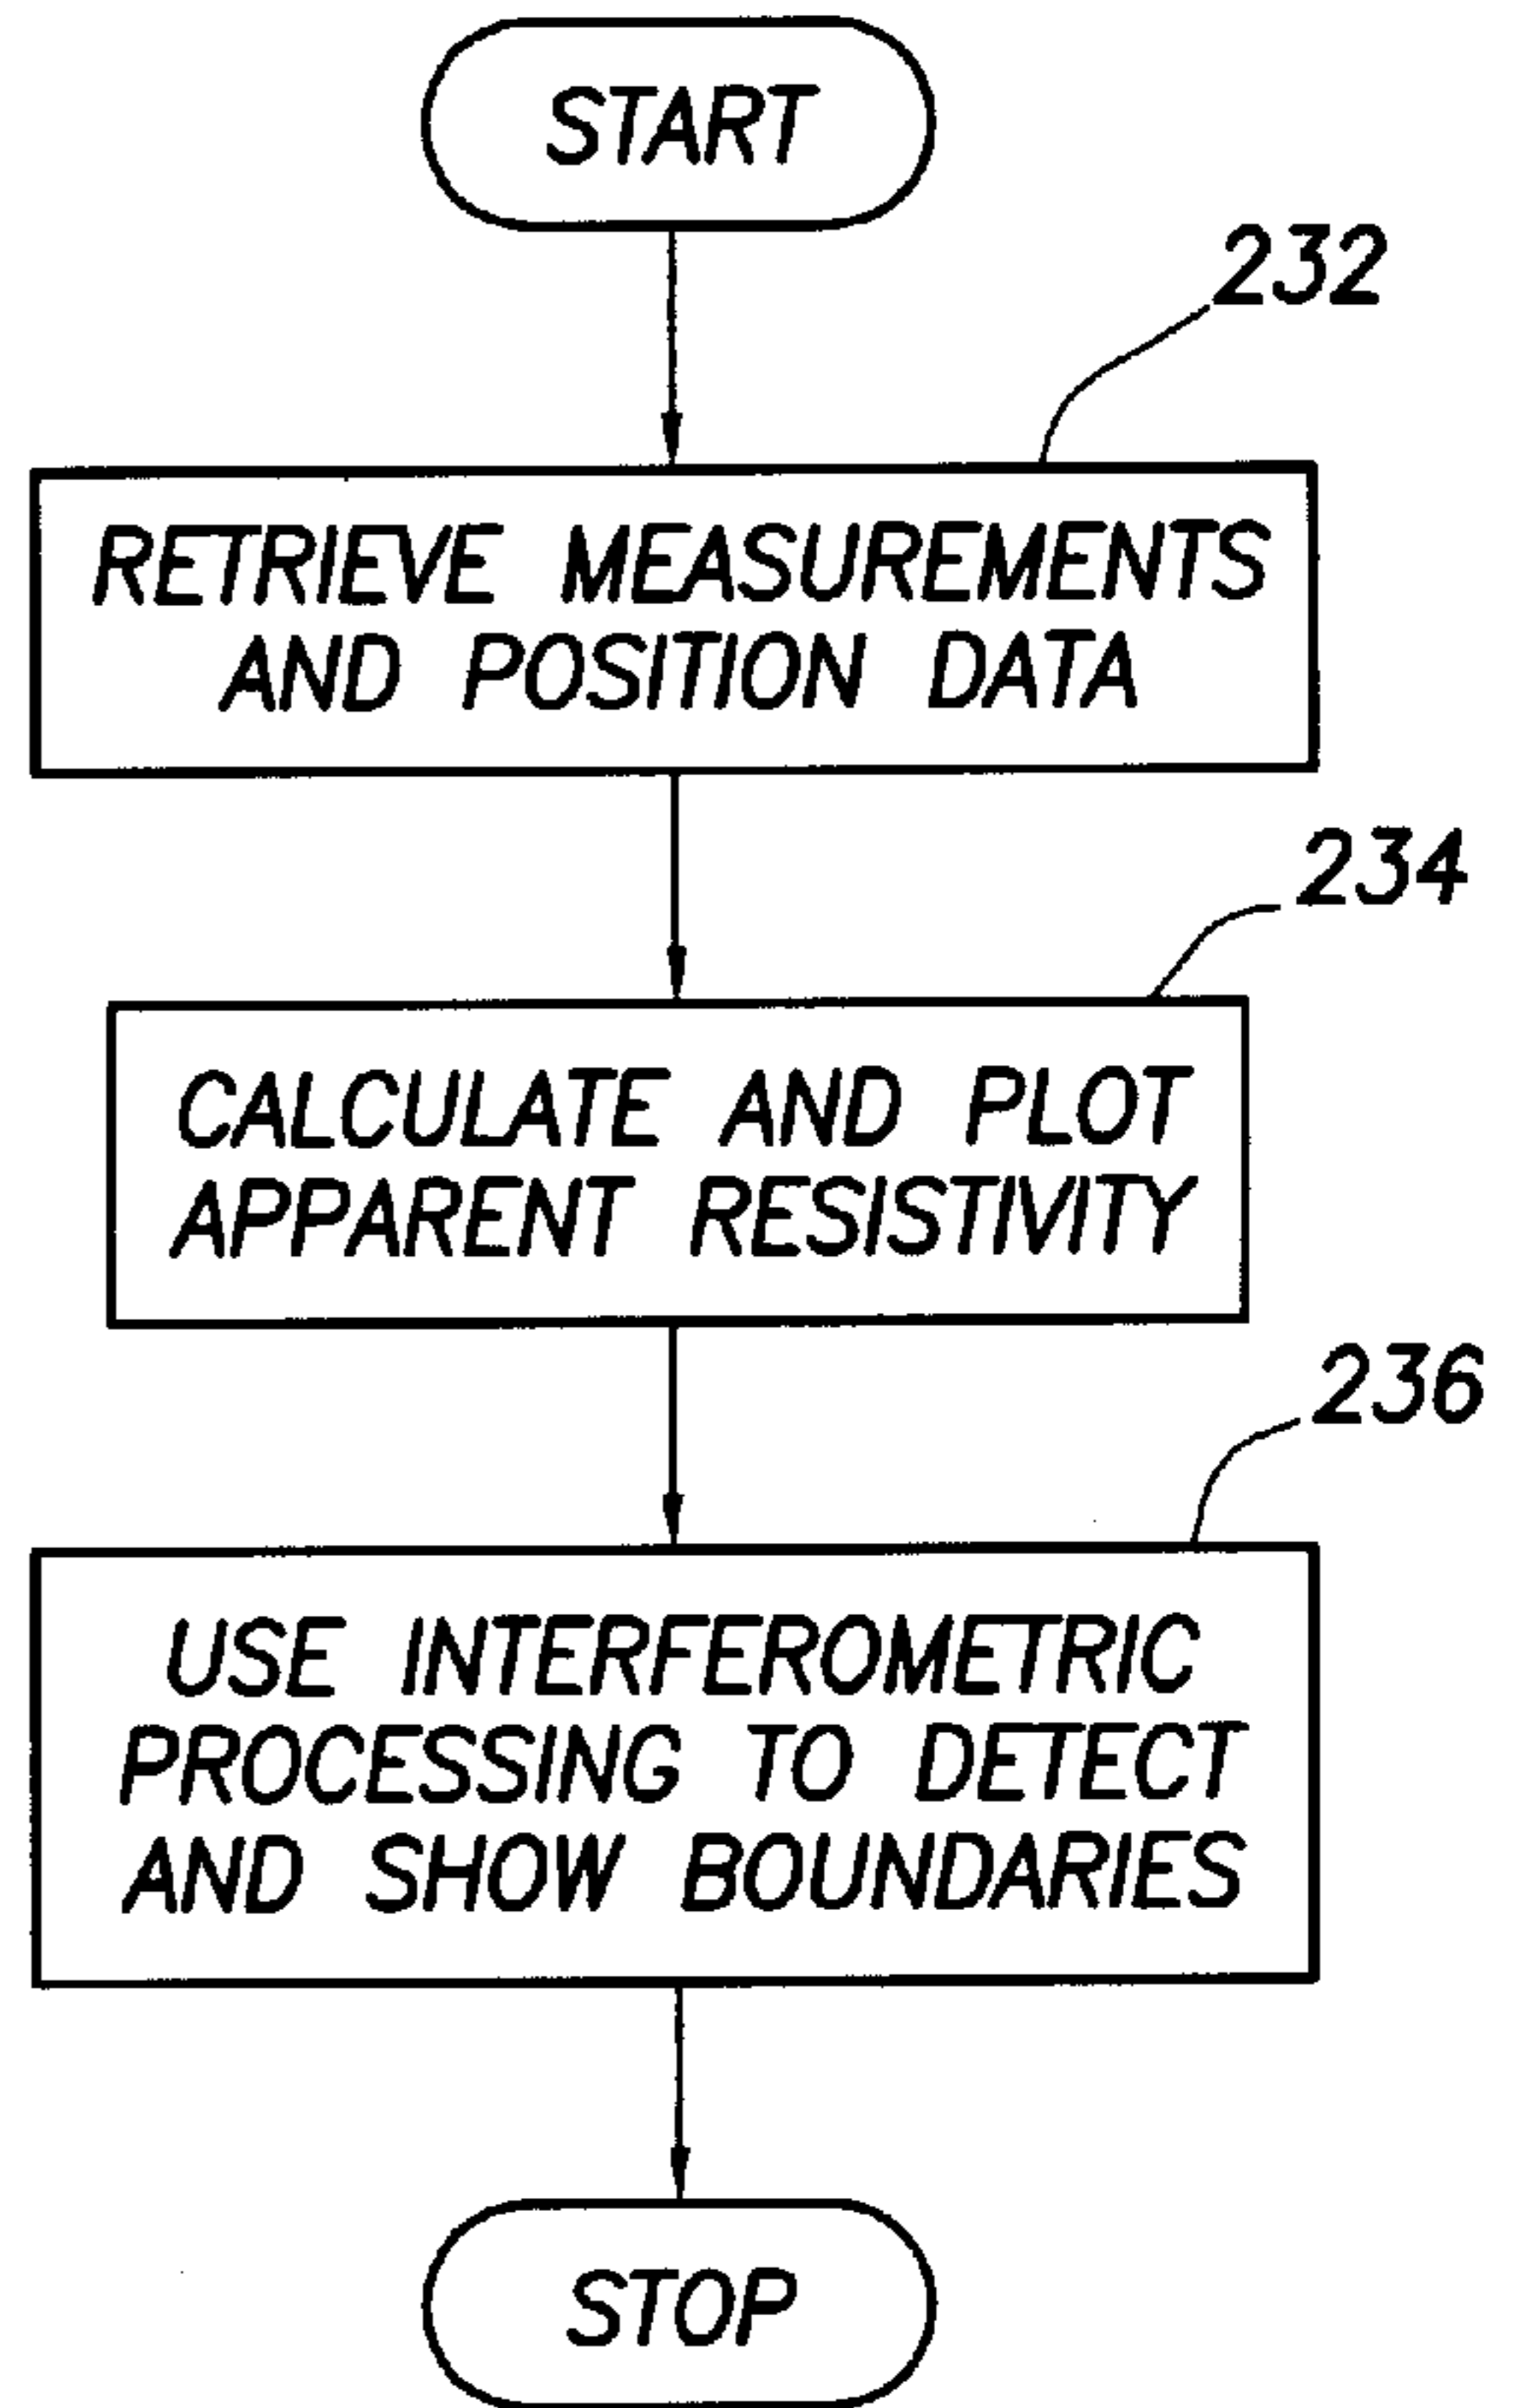 START
232
RETRIEVE MEASUREMENTS
AND POSITION DATA
234
CALCULATE AND PLOT
APPARENT RESISTIVITY
236
USE INTERFEROMETRIC
PROCESSING TO DETECT
AND SHOW BOUNDARIES
STOP